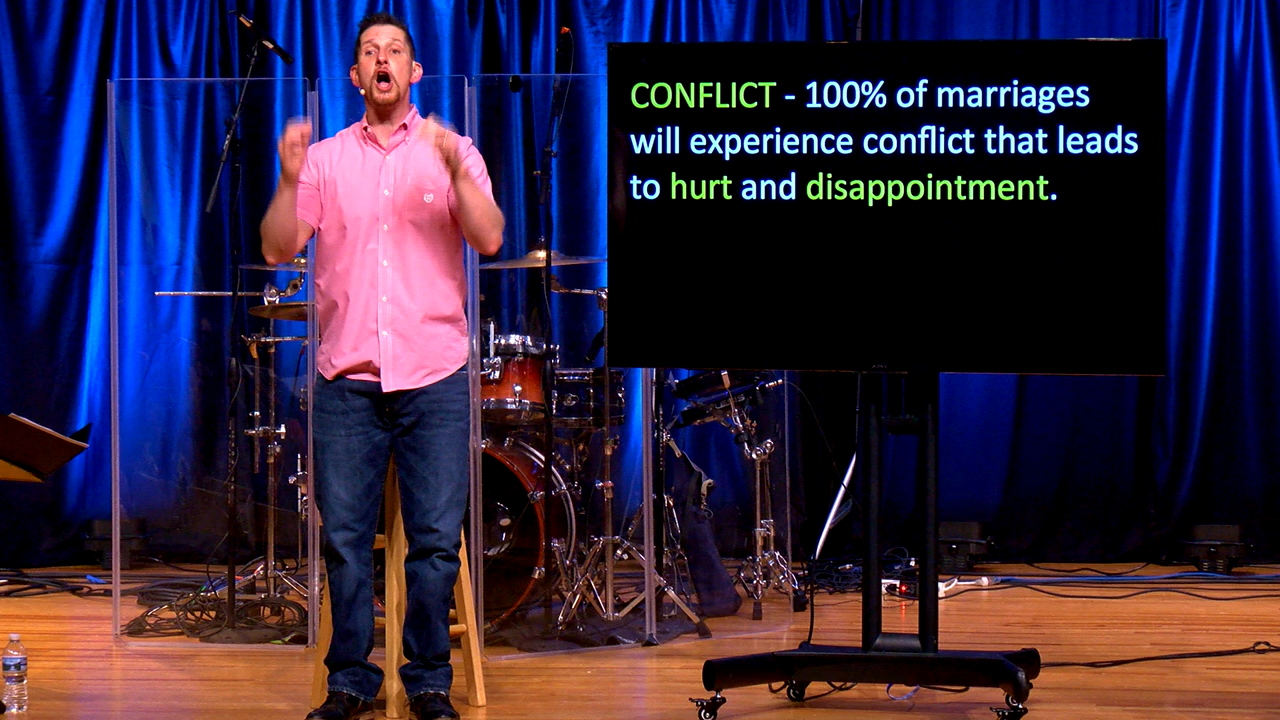 CONFLICT - 100% of marriages
will experience conflict that leads
to hurt and disappointment.